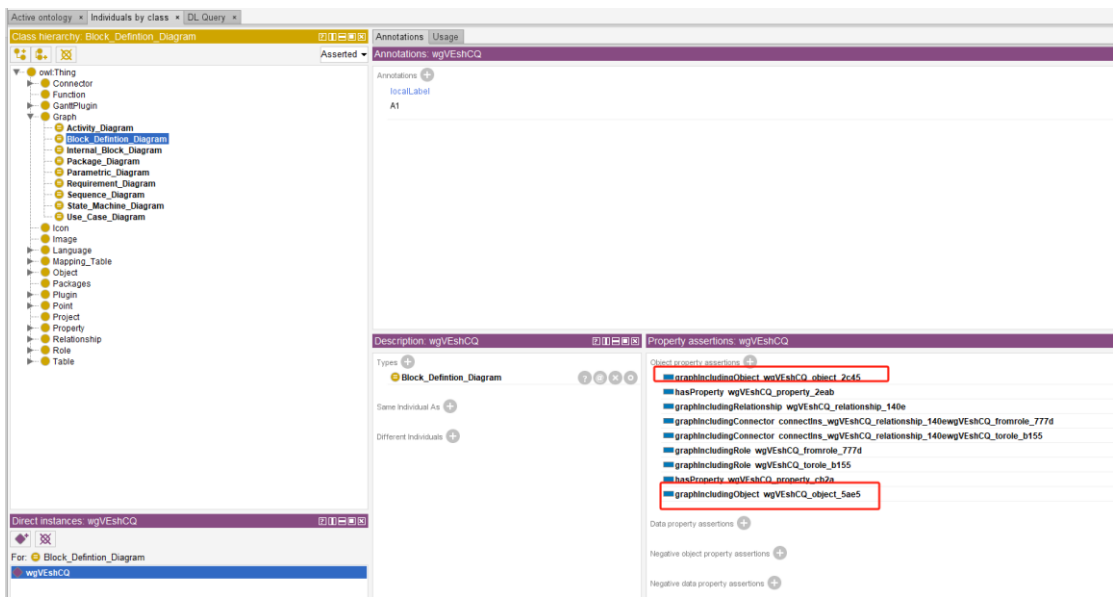 Active ontology × Individuals by class × DL Query ×
Class hierarchy: Block_Defintion_Diagram
Asserted
owl:Thing
Connector
Function
GanttPlugin
Graph
Activity_Diagram
Block_Defintion_Diagram
Internal_Block_Diagram
Package_Diagram
Parametric_Diagram
Requirement_Diagram
Sequence_Diagram
State_Machine_Diagram
Use_Case_Diagram
Icon
Image
Language
Mapping_Table
Object
Packages
Plugin
Point
Project
Property
Relationship
Role
Table
Direct instances: wgVEshCQ
For: Block_Defintion_Diagram
wgVEshCQ
Annotations Usage
Annotations: wgVEshCQ
Annotations
localLabel
A1
Description: wgVEshCQ
Types
Block_Defintion_Diagram
Same Individual As
Different Individuals
Property assertions: wgVEshCQ
Object property assertions
graphIncludingObject wgVEshCQ_object_2c45
hasProperty wgVEshCQ_property_2eab
graphIncludingRelationship wgVEshCQ_relationship_140e
graphIncludingConnector connectIns_wgVEshCQ_relationship_140ewgVEshCQ_fromrole_777d
graphIncludingConnector connectIns_wgVEshCQ_relationship_140ewgVEshCQ_torole_b155
graphIncludingRole wgVEshCQ_fromrole_777d
graphIncludingRole wgVEshCQ_torole_b155
hasProperty wgVEshCQ_property_cb2a
graphIncludingObject wgVEshCQ_object_5ae5
Data property assertions
Negative object property assertions
Negative data property assertions